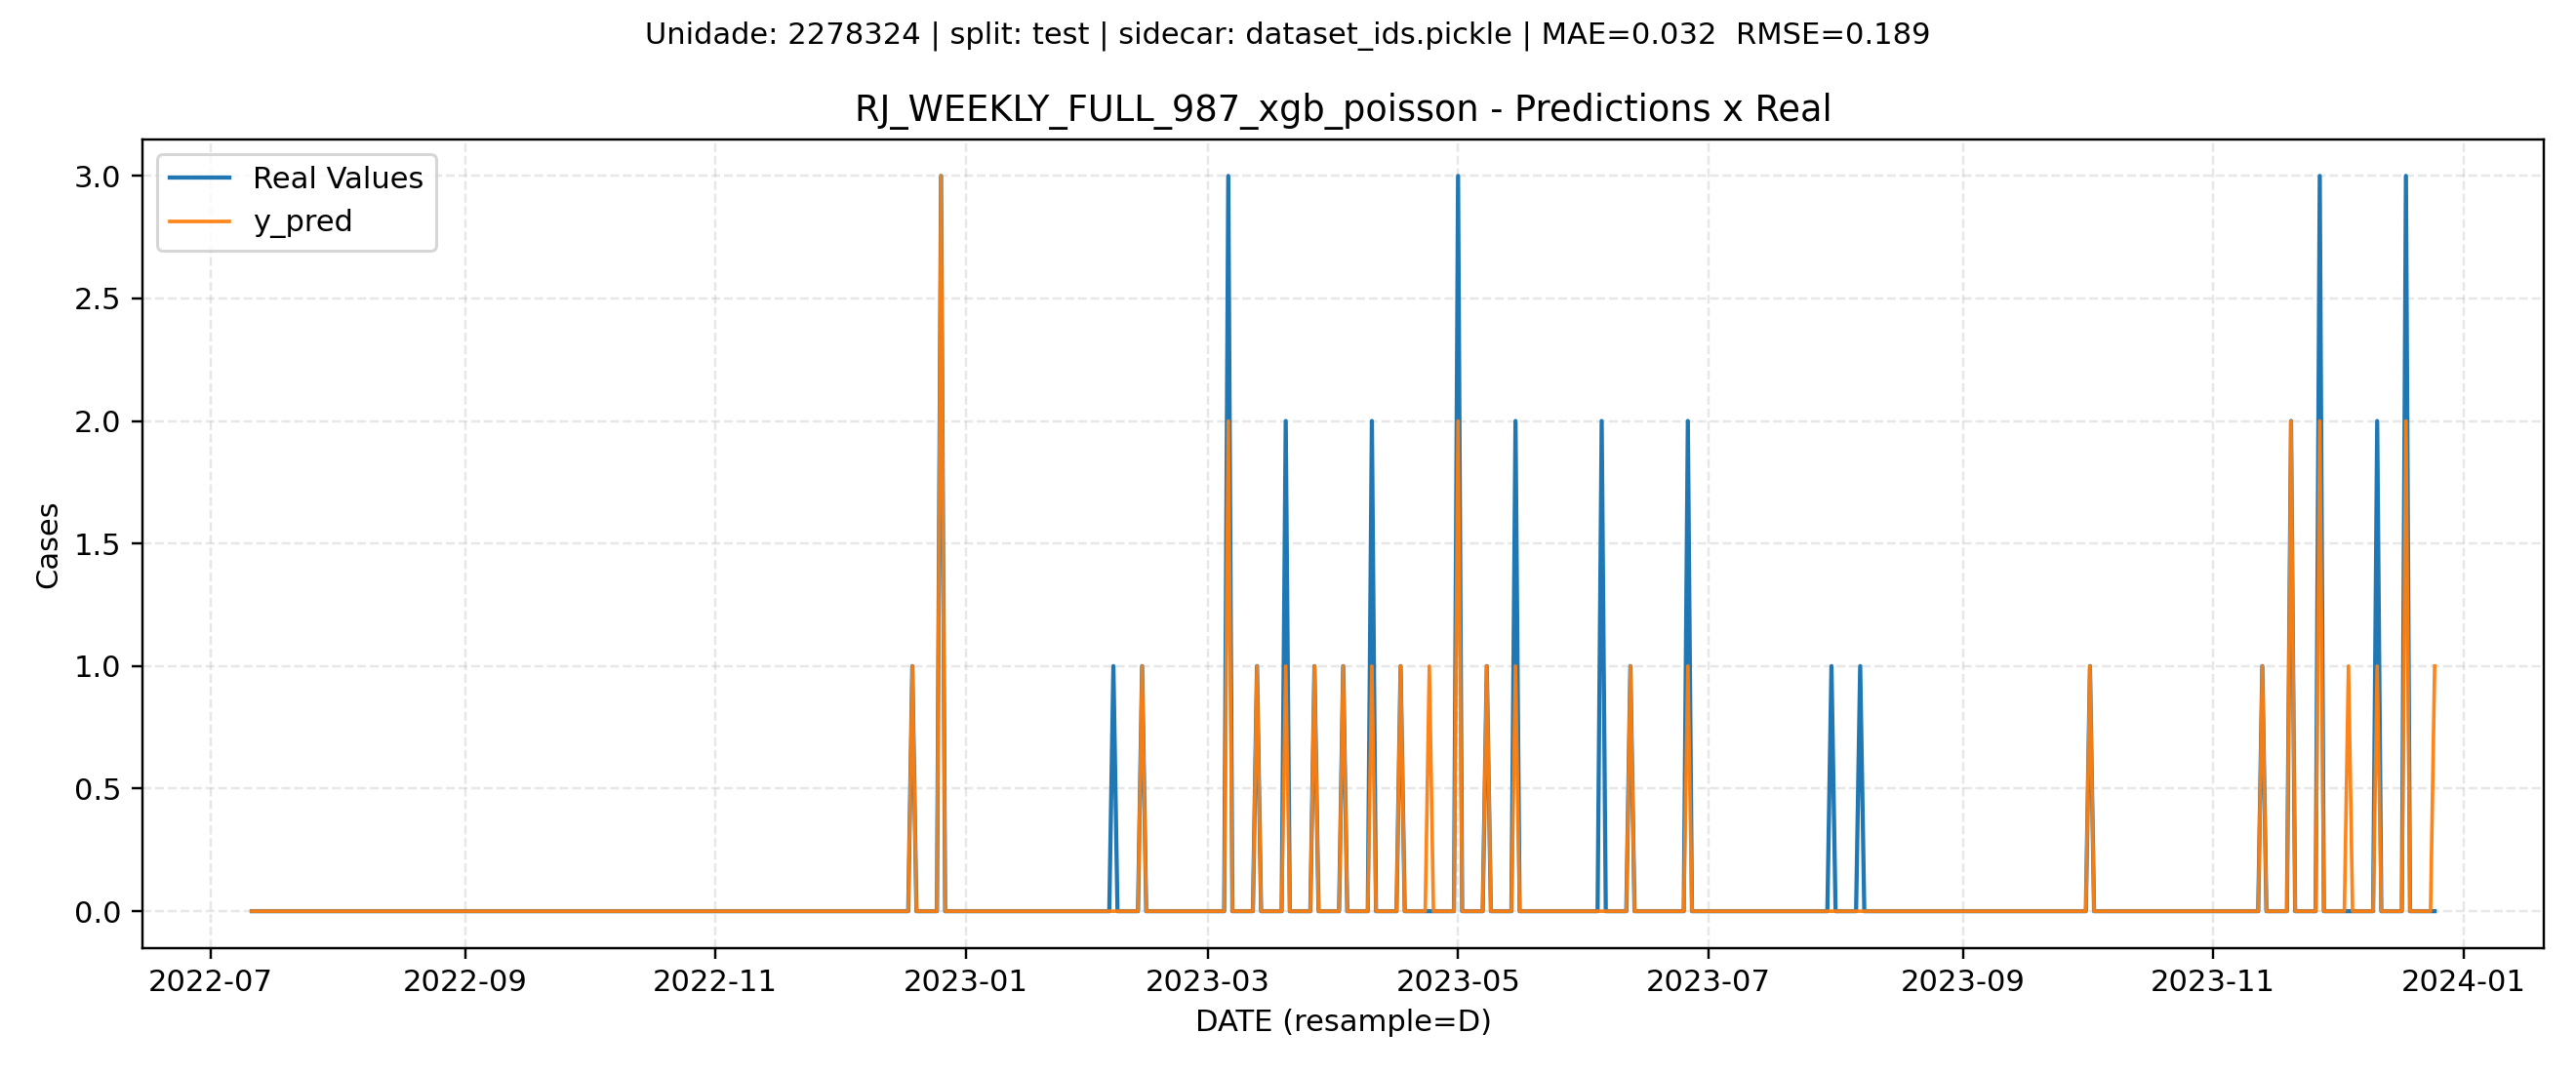 Unidade: 2278324 | split: test | sidecar: dataset_ids.pickle | MAE=0.032  RMSE=0.189
RJ_WEEKLY_FULL_987_xgb_poisson - Predictions x Real
Real Values
y_pred
3.0
2.5
2.0
1.5
1.0
0.5
0.0
Cases
2022-07
2022-09
2022-11
2023-01
2023-03
2023-05
2023-07
2023-09
2023-11
2024-01
DATE (resample=D)